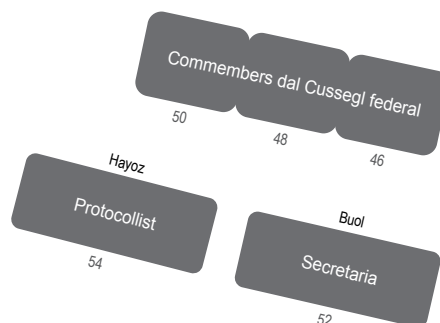 Commembers dal Cussegl federal
50
48
46
Hayoz
Protocollist
54
Buol
Secretaria
52